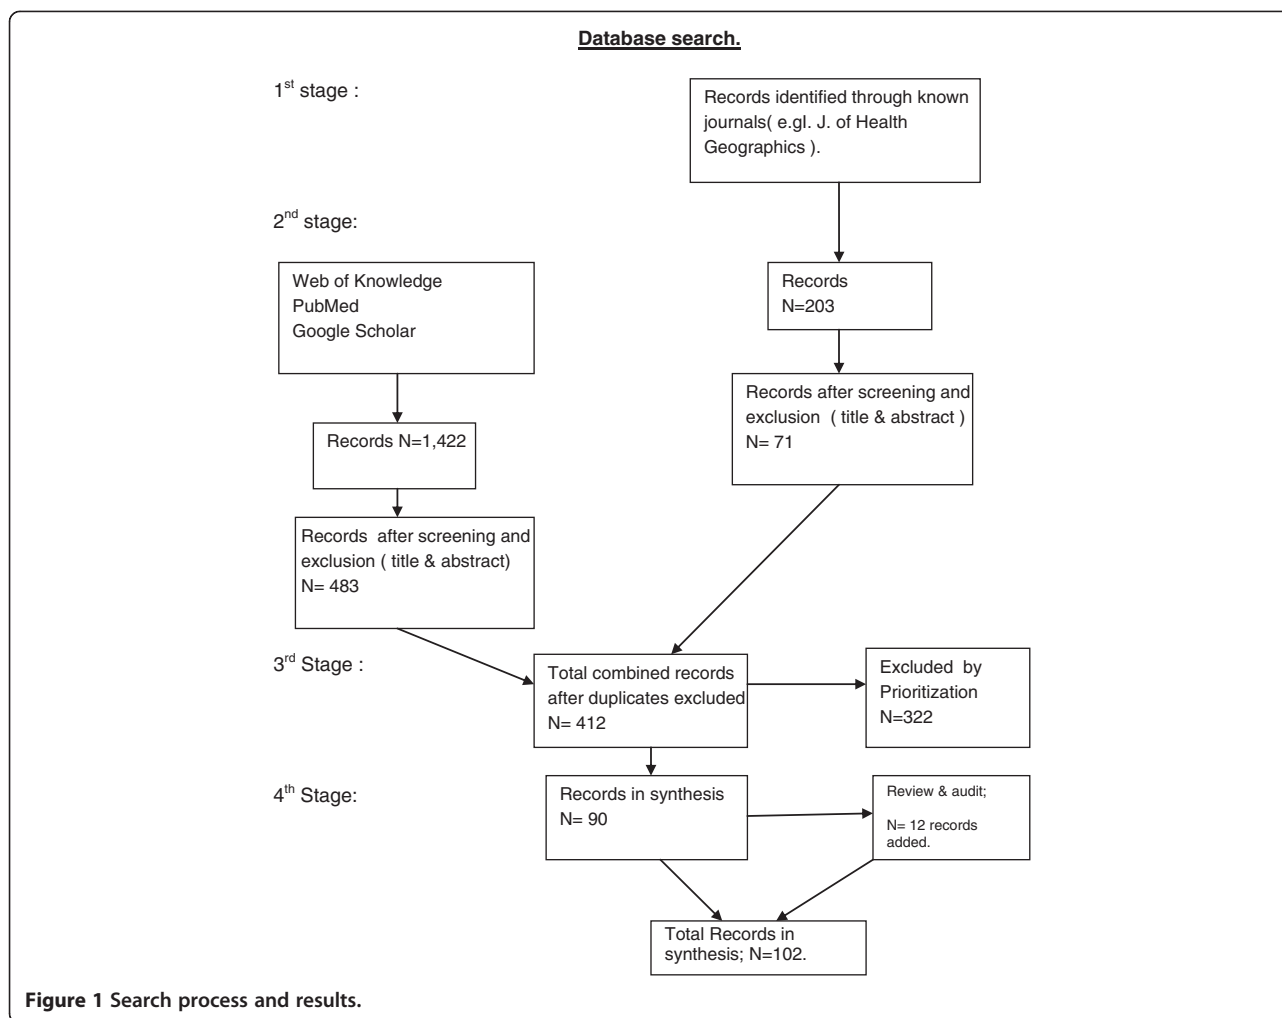 Database search.
1st stage :
Records identified through known
journals( e.gI. J. of Health
Geographics ).
2nd stage:
Web of Knowledge
PubMed
Google Scholar
Records
N=203
Records after screening and
exclusion ( title & abstract )
N= 71
Records N=1,422
Records after screening and
exclusion ( title & abstract)
N= 483
3rd Stage :
Total combined records
after duplicates excluded
N= 412
Excluded by
Prioritization
N=322
4th Stage:
Records in synthesis
N= 90
Review & audit;
N= 12 records
added.
Total Records in
synthesis; N=102.
Figure 1 Search process and results.